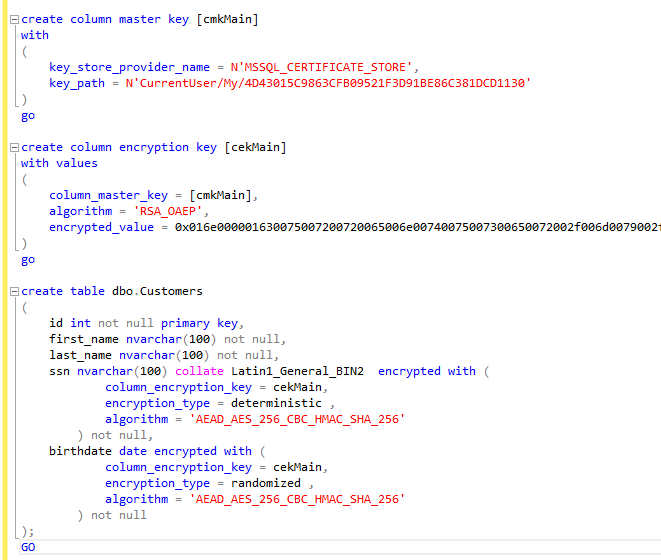 create column master key [cmkMain]
with
(
key_store_provider_name = N'MSSQL_CERTIFICATE_STORE',
key_path = N'CurrentUser/My/4D43015C9863CFB09521F3D91BE86C381DCD1130'
)
go
create column encryption key [cekMain]
with values
(
column_master_key = [cmkMain],
algorithm = 'RSA_OAEP',
encrypted_value = 0x016e000001630075007200720065006e00740075007300650072002f006d0079002f
)
go
create table dbo.Customers
(
id int not null primary key,
first_name nvarchar(100) not null,
last_name nvarchar(100) not null,
ssn nvarchar(100) collate Latin1_General_BIN2 encrypted with (
column_encryption_key = cekMain,
encryption_type = deterministic ,
algorithm = 'AEAD_AES_256_CBC_HMAC_SHA_256'
) not null,
birthdate date encrypted with (
column_encryption_key = cekMain,
encryption_type = randomized ,
algorithm = 'AEAD_AES_256_CBC_HMAC_SHA_256'
) not null
);
GO